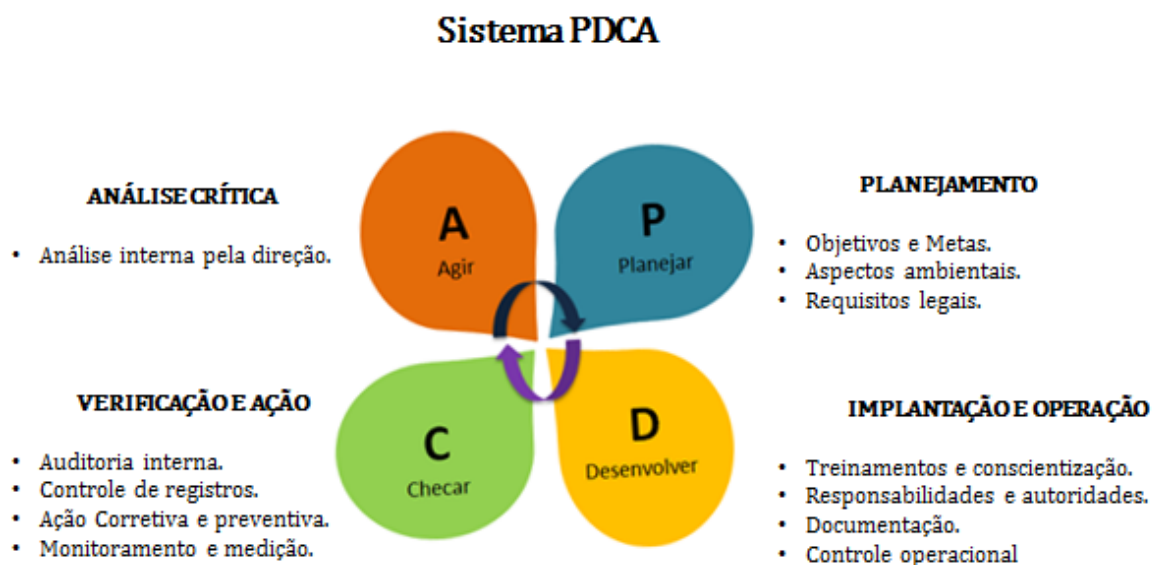 Sistema PDCA
ANÁLISE CRÍTICA
• Análise interna pela direção.
A
Agir
P
Planejar
PLANEJAMENTO
• Objetivos e Metas.
• Aspectos ambientais.
• Requisitos legais.
VERIFICAÇÃO E AÇÃO
• Auditoria interna.
• Controle de registros.
• Ação Corretiva e preventiva.
• Monitoramento e medição.
C
Checar
D
Desenvolver
IMPLANTAÇÃO E OPERAÇÃO
• Treinamentos e conscientização.
• Responsabilidades e autoridades.
• Documentação.
• Controle operacional